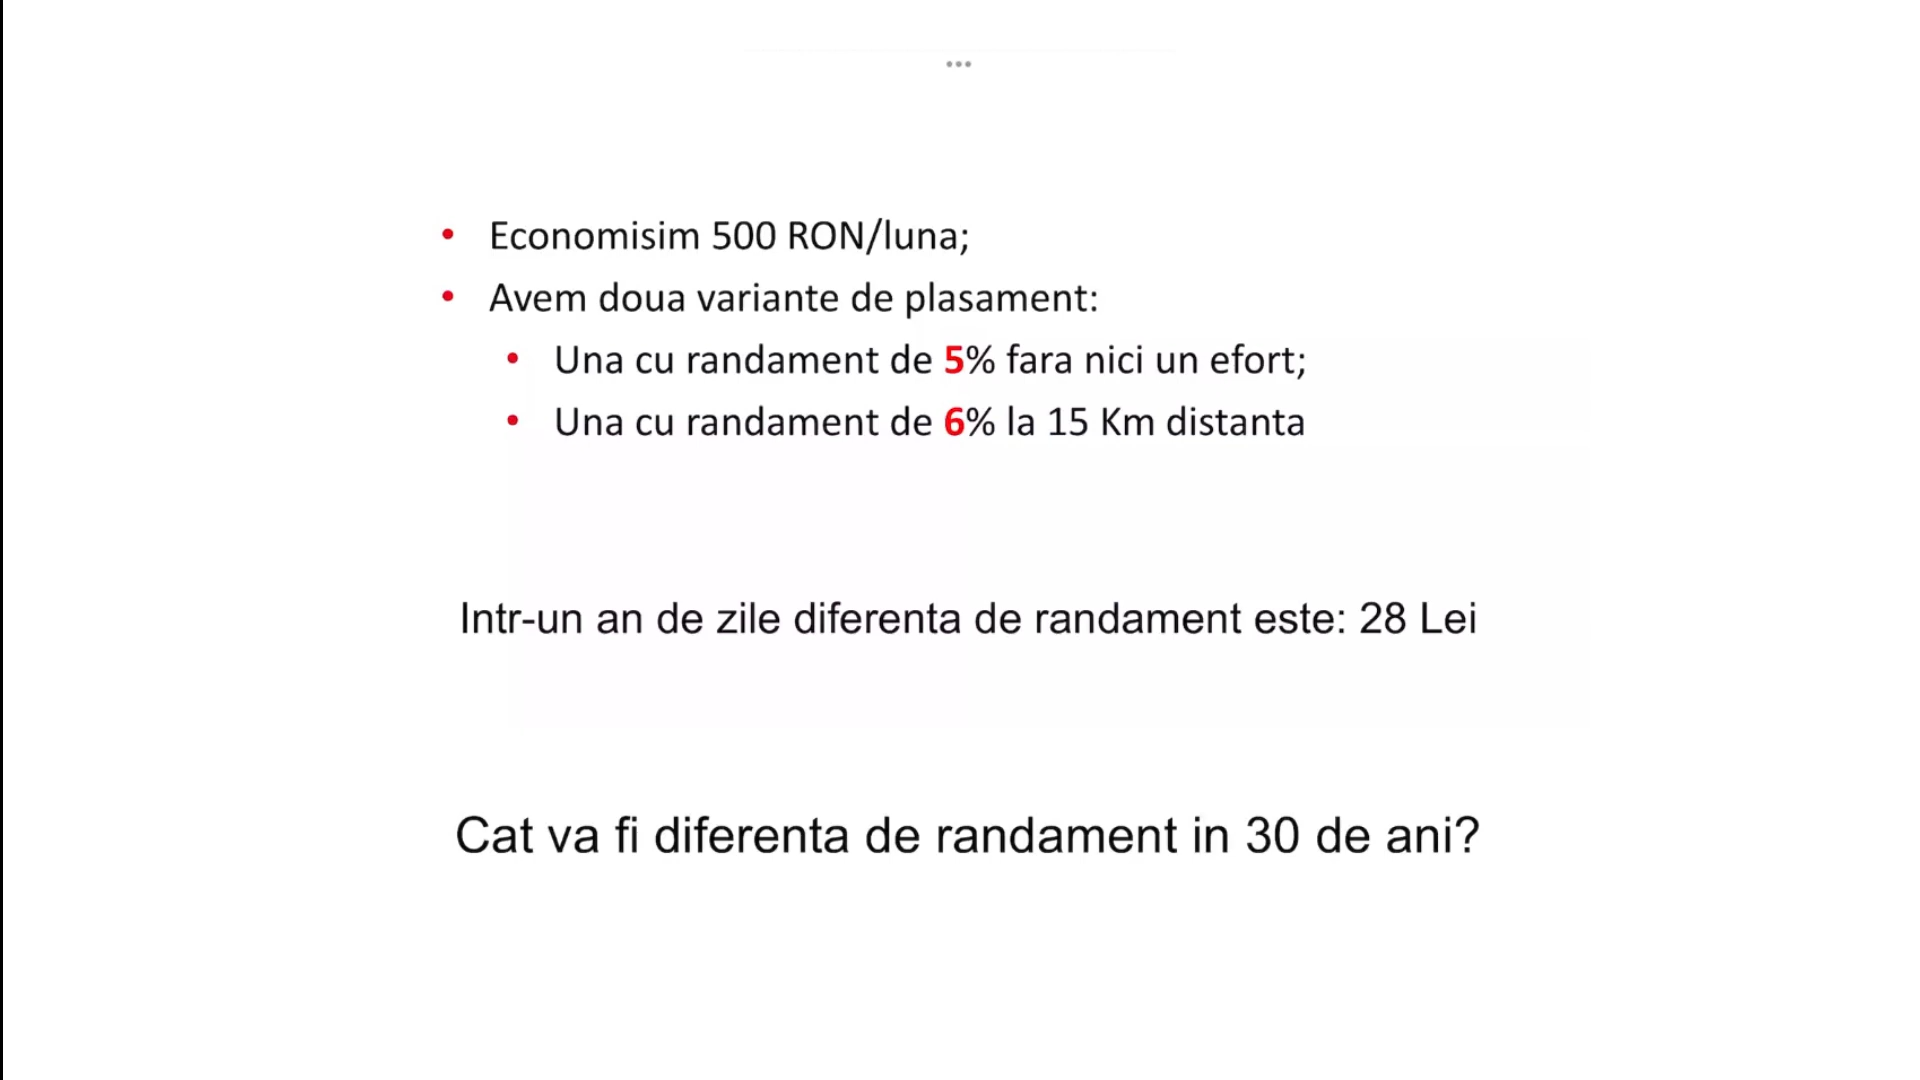 • Economisim 500 RON/luna;
• Avem doua variante de plasament:
• Una cu randament de 5% fara nici un efort;
• Una cu randament de 6% la 15 Km distanta
Intr-un an de zile diferenta de randament este: 28 Lei
Cat va fi diferenta de randament in 30 de ani?